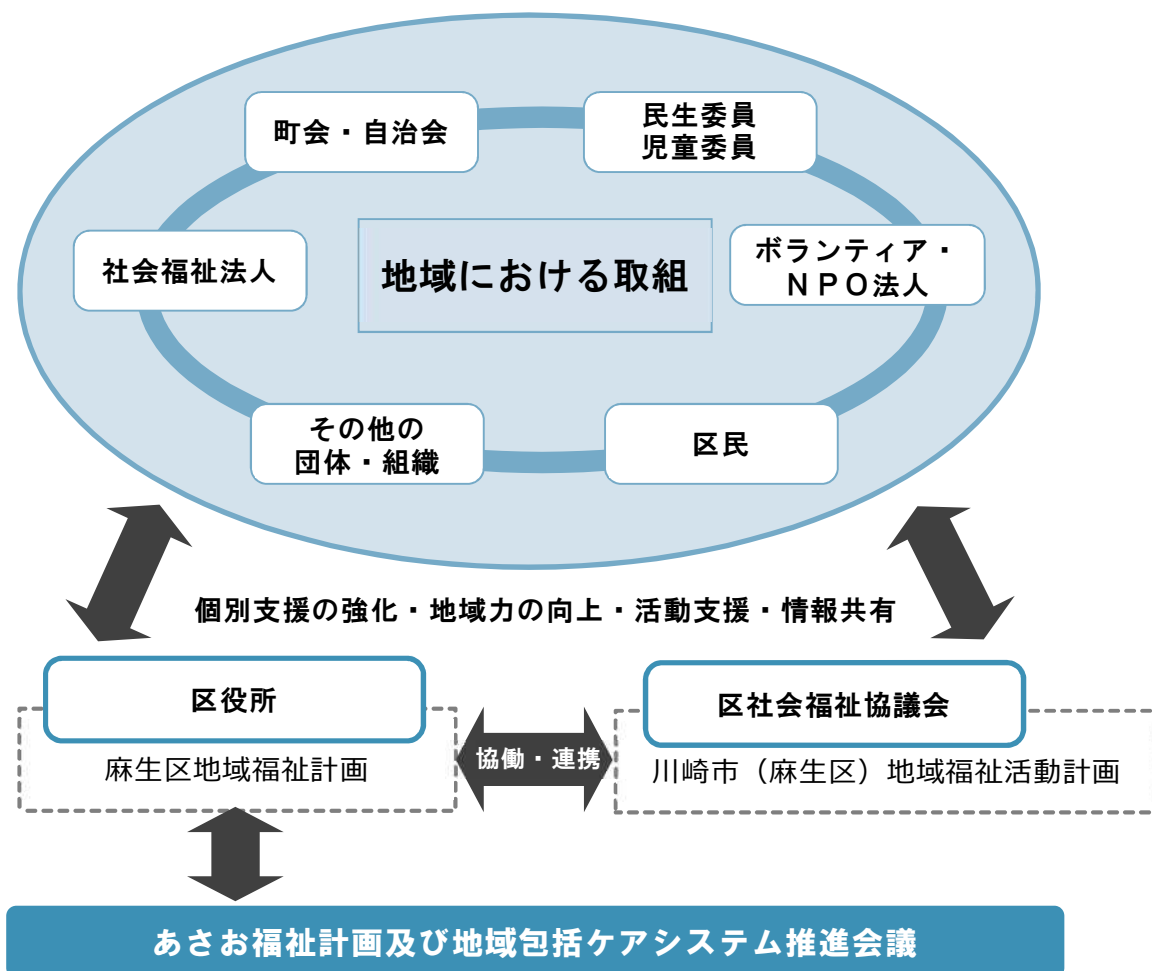 町会・自治会
民生委員
児童委員
社会福祉法人
地域における取組
ボランティア・
ＮＰＯ法人
その他の
団体・組織
区民
個別支援の強化・地域力の向上・活動支援・情報共有
区役所
麻生区地域福祉計画
協働・連携
区社会福祉協議会
川崎市（麻生区）地域福祉活動計画
あさお福祉計画及び地域包括ケアシステム推進会議